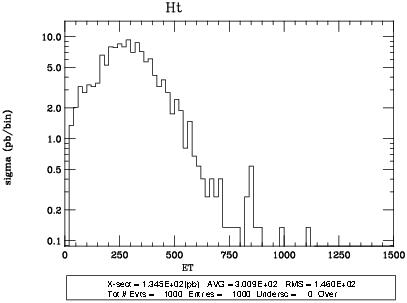 Ht
10.0
5.0
2.0
1.0
0.5
0.2
0.1
sigma (pb/bin)
0 250 500 750 1000 1250 1500
ET
X-sect = 1.345E+02(pb) AVG = 3.009E+02 RMS = 1.460E+02
Tot # Evts = 1000 Entries = 1000 Undersc = 0 Over